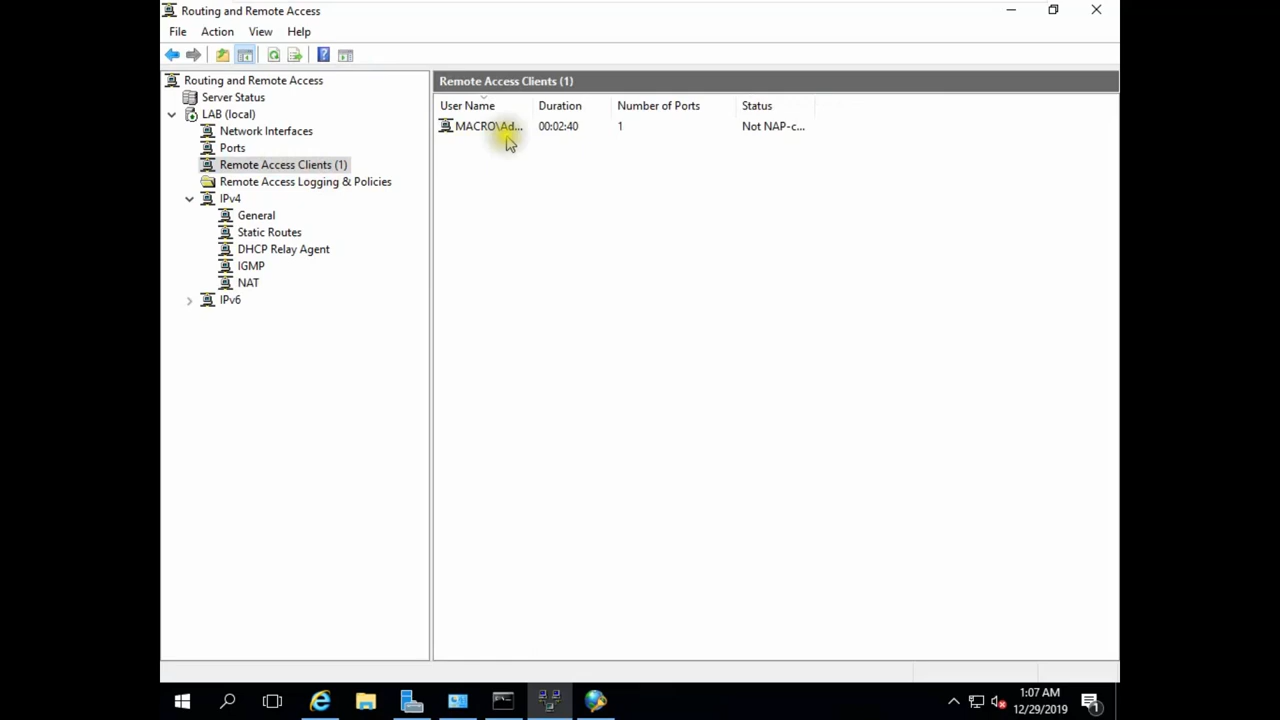 Routing and Remote Access
File Action View Help
Routing and Remote Access
Server Status
LAB (local)
Network Interfaces
Ports
Remote Access Clients (1)
Remote Access Logging & Policies
IPv4
General
Static Routes
DHCP Relay Agent
IGMP
NAT
IPv6
Remote Access Clients (1)
User Name Duration Number of Ports Status
MACRO\Ad... 00:02:40 1 Not NAP-c...
1:07 AM
12/29/2019
1